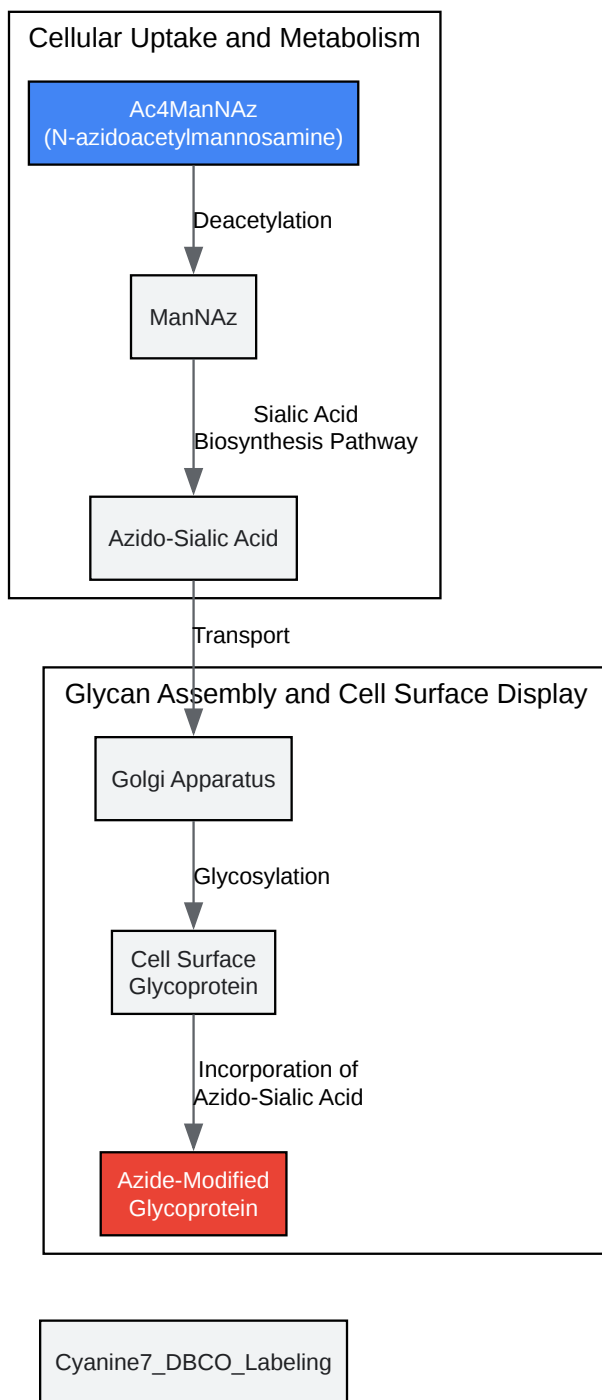 Cellular Uptake and Metabolism
Ac4ManNAz
(N-azidoacetylmannosamine)
Deacetylation
ManNAz
Sialic Acid
Biosynthesis Pathway
Azido-Sialic Acid
Transport
Glycan Assembly and Cell Surface Display
Golgi Apparatus
Glycosylation
Cell Surface
Glycoprotein
Incorporation of
Azido-Sialic Acid
Azide-Modified
Glycoprotein
Cyanine7_DBCO_Labeling